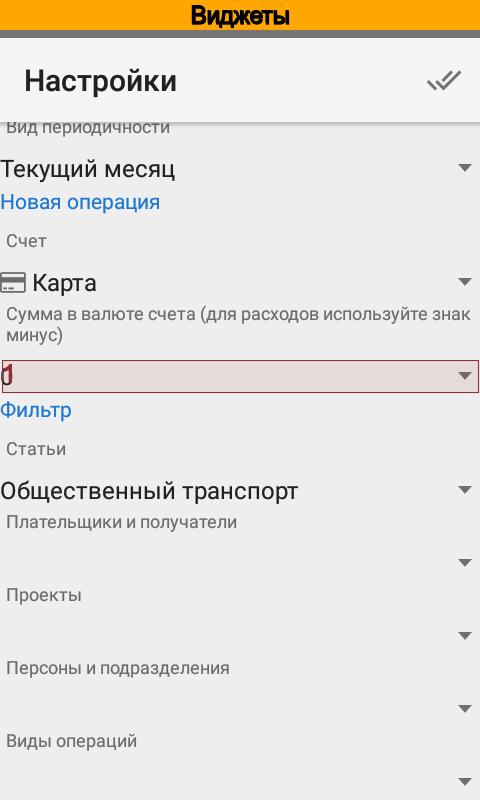 Виджеты
Настройки
Вид периодичности
Текущий месяц
Новая операция
Счет
Карта
Сумма в валюте счета (для расходов используйте знак
минус)
Фильтр
Статьи
Общественный транспорт
Плательщики и получатели
Проекты
Персоны и подразделения
Виды операций